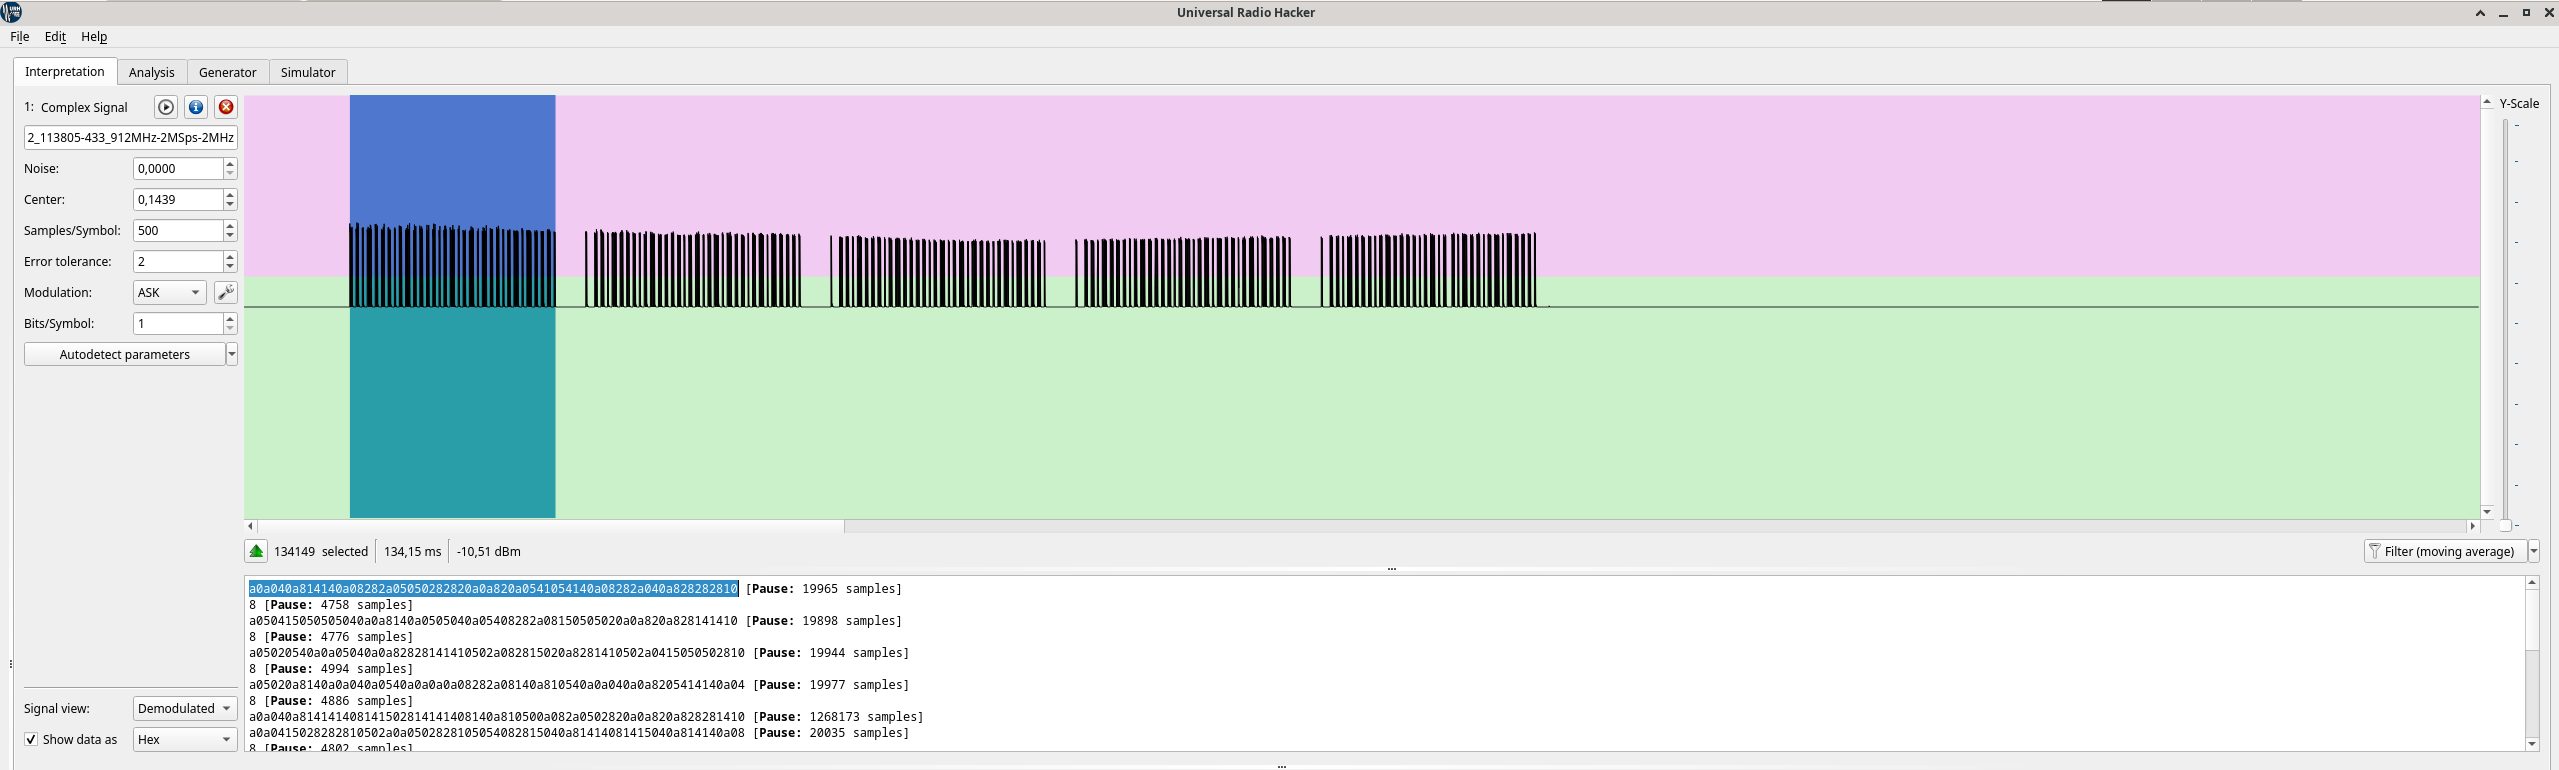 Universal Radio Hacker
File Edit Help
Interpretation Analysis Generator Simulator
1: Complex Signal
2_113805-433_912MHz-2MSps-2MHz
Noise: 0,0000
Center: 0,1439
Samples/Symbol: 500
Error tolerance: 2
Modulation: ASK
Bits/Symbol: 1
Autodetect parameters
Y-Scale
134149 selected 134,15 ms -10,51 dBm
Filter (moving average)
a0a040a814140a08282a05050282820a0a820a0541054140a08282a040a828282810 [Pause: 19965 samples]
8 [Pause: 4758 samples]
a050415050505040a0a8140a0505040a05408282a08150505020a0a820a828141410 [Pause: 19898 samples]
8 [Pause: 4776 samples]
a05020540a0a05040a0a82828141410502a082815020a8281410502a0415050502810 [Pause: 19944 samples]
8 [Pause: 4994 samples]
a05020a8140a0a040a0540a0a0a0a08282a08140a810540a0a040a0a8205414140a04 [Pause: 19977 samples]
8 [Pause: 4886 samples]
a0a040a814141408141502814141408140a810500a082a0502820a0a820a828281410 [Pause: 1268173 samples]
a0a0415028282810502a0a050282810505408281504​0a81414081415040a814140a08 [Pause: 20035 samples]
8 [Pause: 4802 samples]
Signal view: Demodulated
Show data as Hex